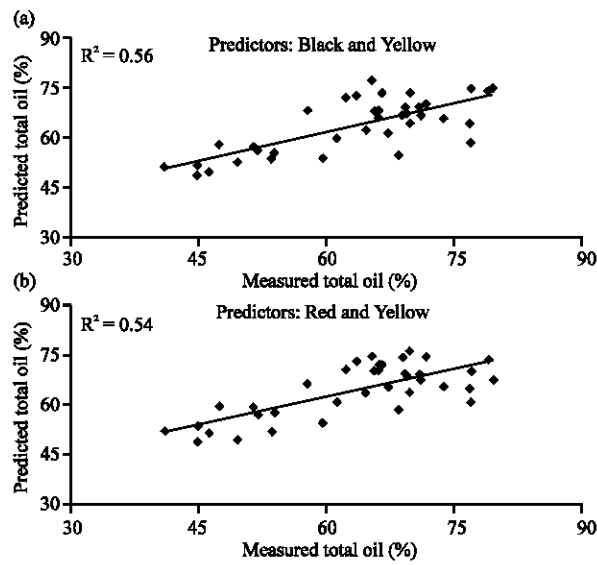 (a)
Predictors: Black and Yellow
R² = 0.56
90
75
60
45
30
Predicted total oil (%)
30 45 60 75 90
Measured total oil (%)
(b)
Predictors: Red and Yellow
R² = 0.54
90
75
60
45
30
Predicted total oil (%)
30 45 60 75 90
Measured total oil (%)